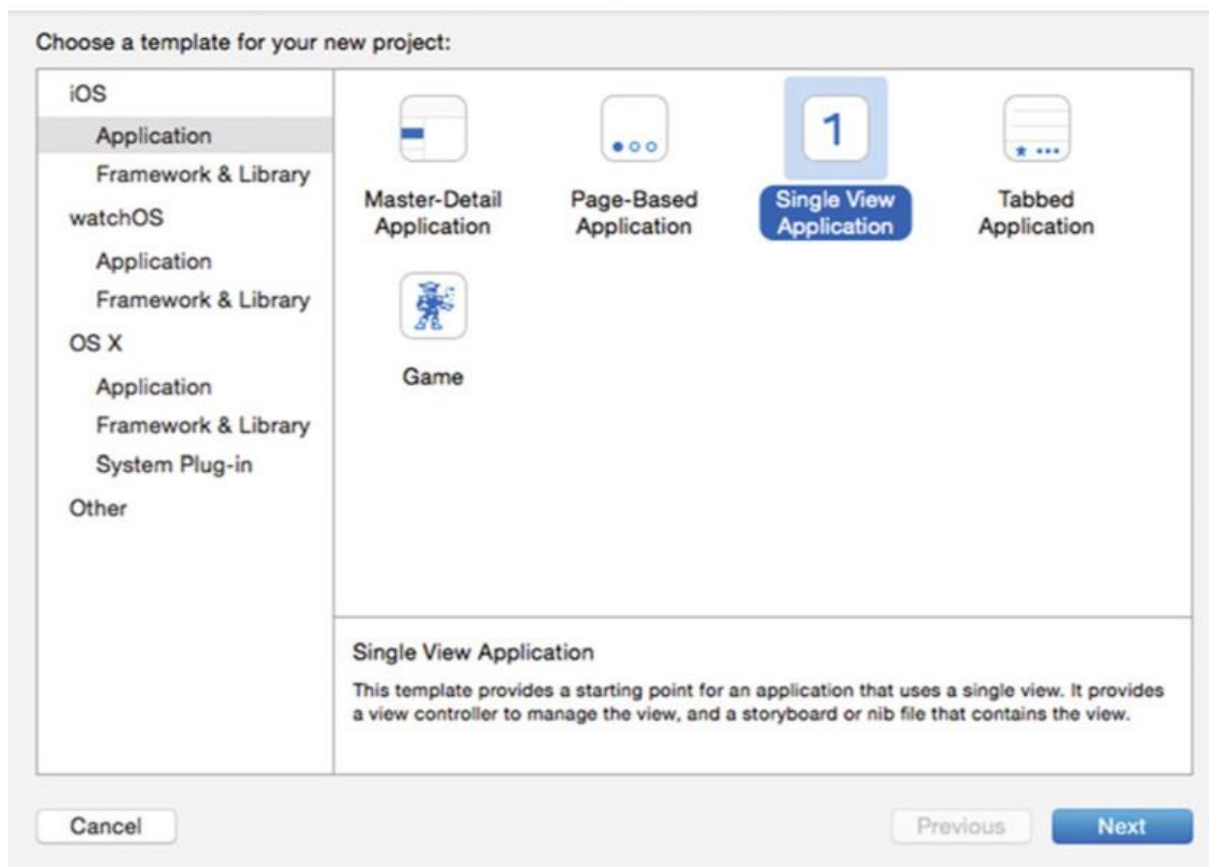 Choose a template for your new project:
iOS
Application
Framework & Library
watchOS
Application
Framework & Library
OS X
Application
Framework & Library
System Plug-in
Other
Master-Detail
Application
Page-Based
Application
1
Single View
Application
Tabbed
Application
Game
Single View Application
This template provides a starting point for an application that uses a single view. It provides
a view controller to manage the view, and a storyboard or nib file that contains the view.
Cancel
Previous
Next